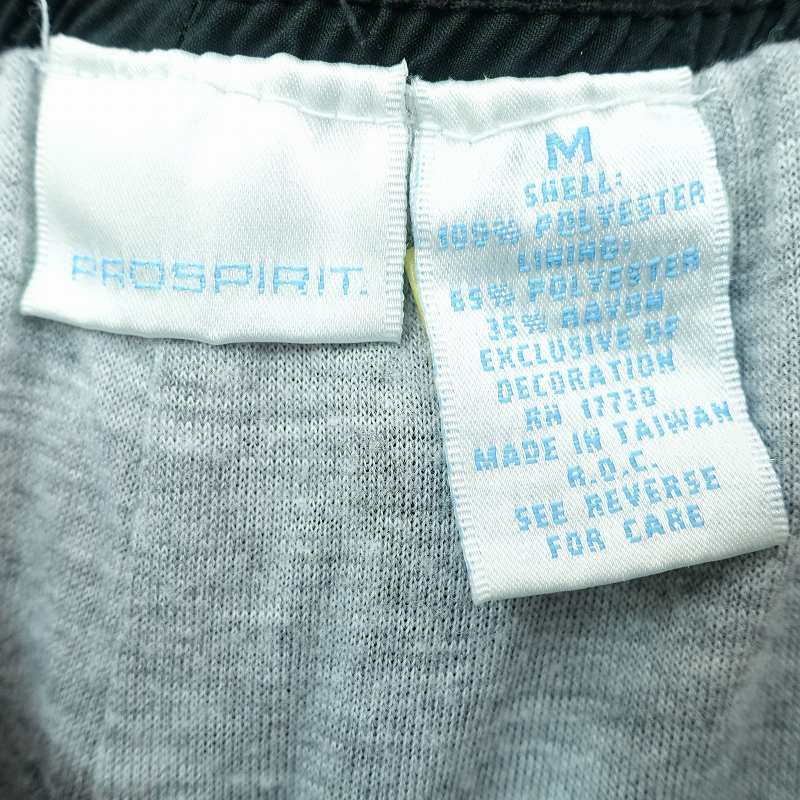 PROSPIRIT.
M
SHELL:
100% POLYESTER
LINING:
65% POLYESTER
35% RAYON
EXCLUSIVE OF
DECORATION
RN 17730
MADE IN TAIWAN
R.O.C.
SEE REVERSE
FOR CARE